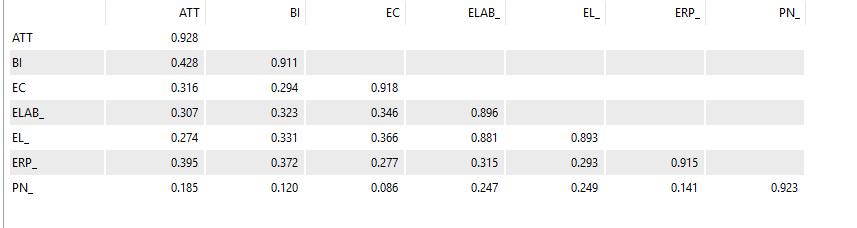 ATT BI EC ELAB_ EL_ ERP_ PN_
ATT 0.928
BI 0.428 0.911
EC 0.316 0.294 0.918
ELAB_ 0.307 0.323 0.346 0.896
EL_ 0.274 0.331 0.366 0.881 0.893
ERP_ 0.395 0.372 0.277 0.315 0.293 0.915
PN_ 0.185 0.120 0.086 0.247 0.249 0.141 0.923